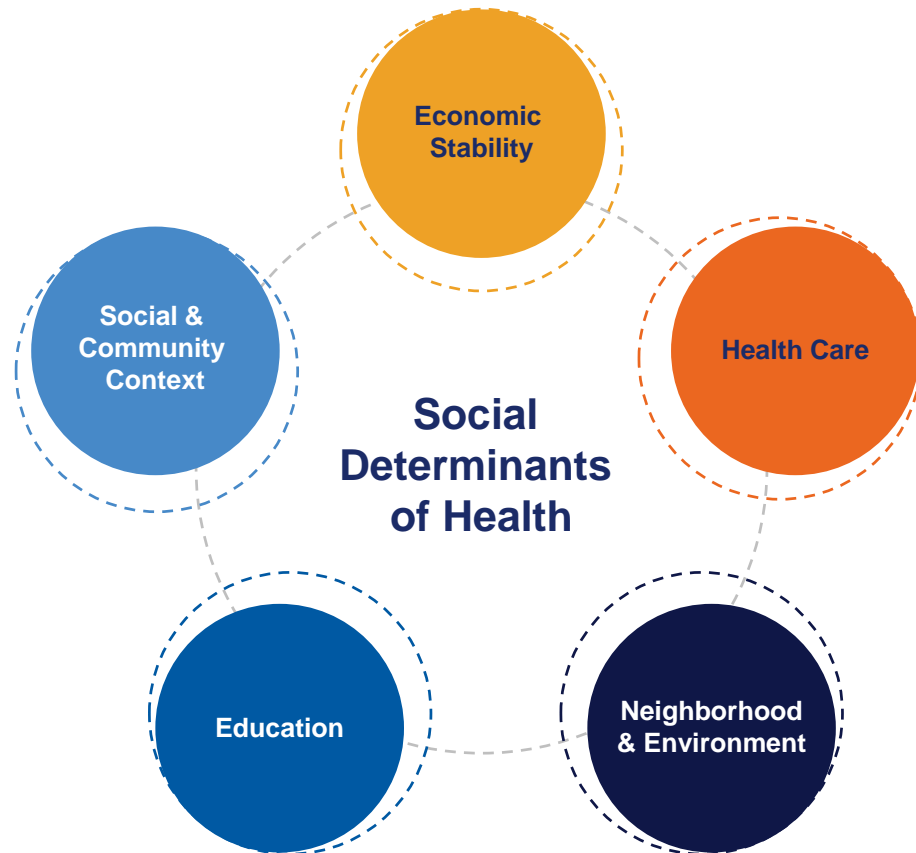 Economic
Stability
Social &
Community
Context
Health Care
Social
Determinants
of Health
Education
Neighborhood
& Environment